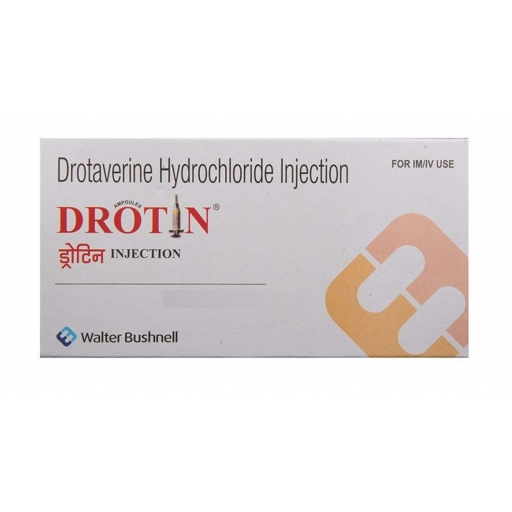 Drotaverine Hydrochloride Injection
FOR IM/IV USE
AMPOULES
DROTIN®
ड्रोटिन INJECTION
Walter Bushnell